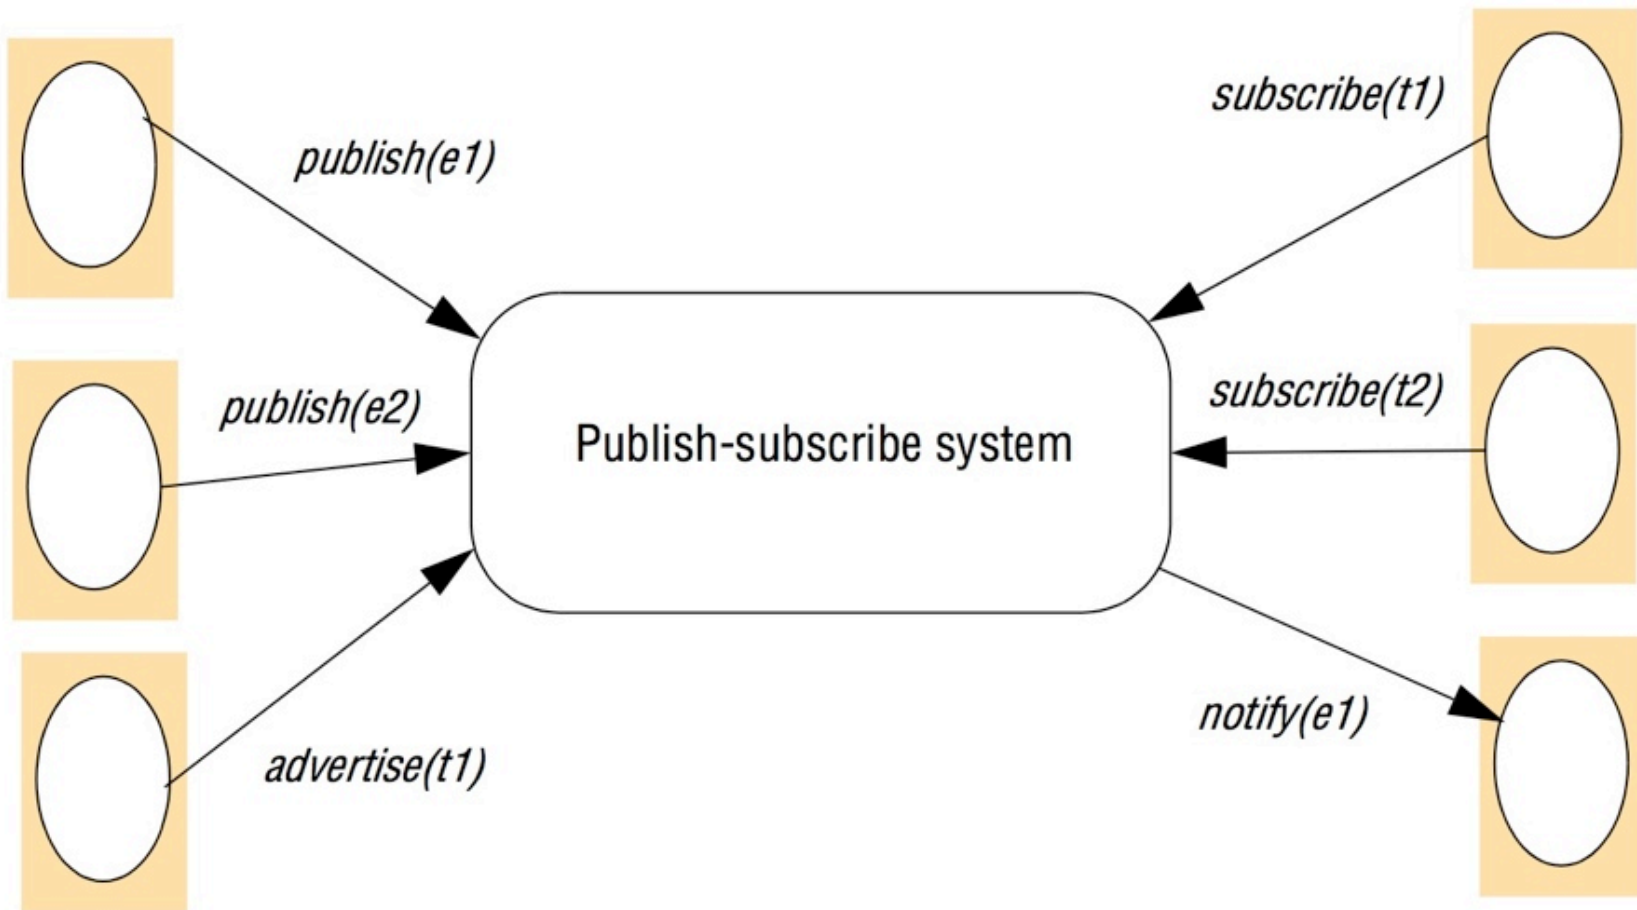 subscribe(t1)
publish(e1)
subscribe(t2)
publish(e2)
Publish-subscribe system
notify(e1)
advertise(t1)